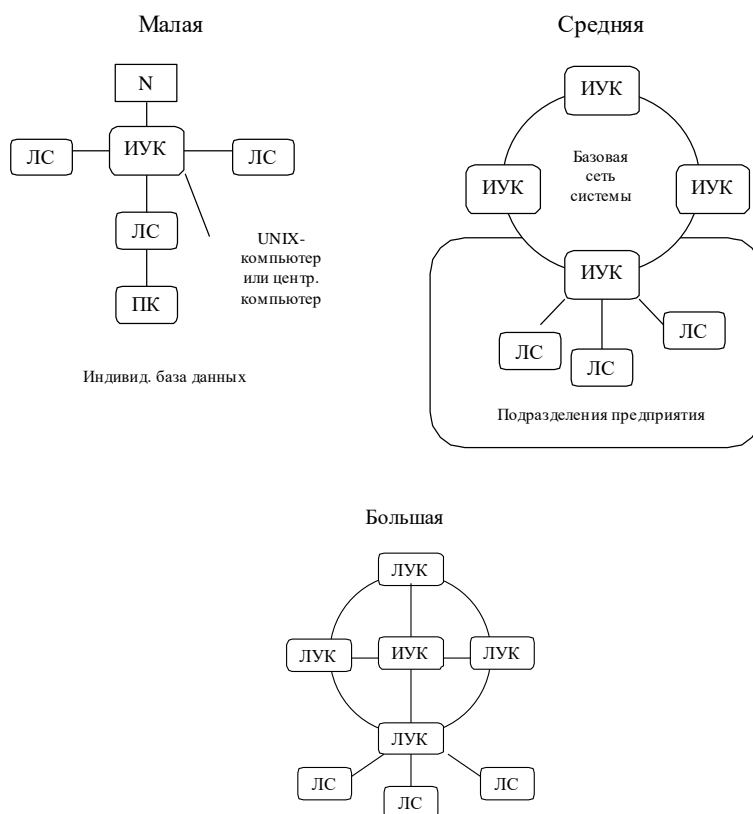 Малая
N
ЛС
ИУК
ЛС
ЛС
UNIX-
компьютер
или центр.
компьютер
ПК
Индивид. база данных
Средняя
ИУК
ИУК
Базовая
сеть
системы
ИУК
ИУК
ЛС
ЛС
ЛС
Подразделения предприятия
Большая
ЛУК
ЛУК
ИУК
ЛУК
ЛУК
ЛС
ЛС
ЛС